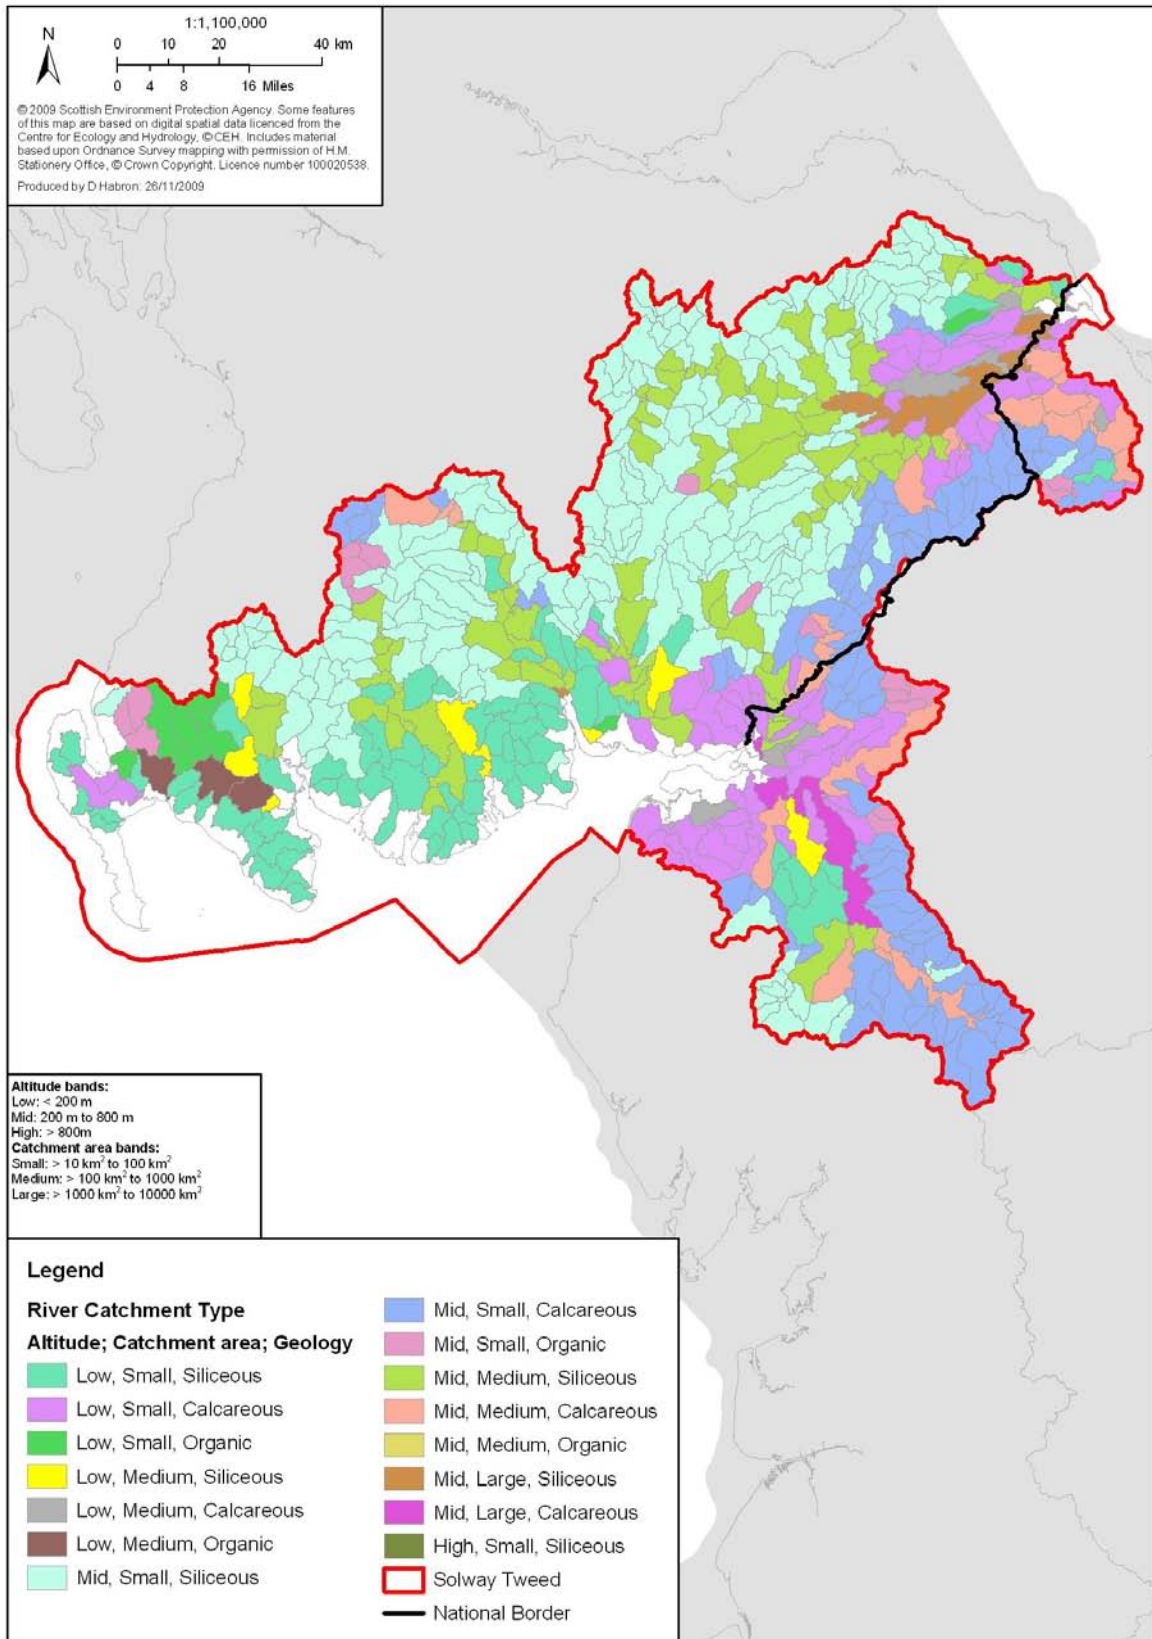 1:1,100,000
N
0 10 20 40 km
0 4 8 16 Miles
© 2009 Scottish Environment Protection Agency. Some features
of this map are based on digital spatial data licenced from the
Centre for Ecology and Hydrology, © CEH. Includes material
based upon Ordnance Survey mapping with permission of H.M.
Stationery Office, © Crown Copyright. Licence number 100020538.
Produced by D Habron: 26/11/2009
Altitude bands:
Low: < 200 m
Mid: 200 m to 800 m
High: > 800m
Catchment area bands:
Small: > 10 km² to 100 km²
Medium: > 100 km² to 1000 km²
Large: > 1000 km² to 10000 km²
Legend
River Catchment Type
Altitude; Catchment area; Geology
Low, Small, Siliceous
Low, Small, Calcareous
Low, Small, Organic
Low, Medium, Siliceous
Low, Medium, Calcareous
Low, Medium, Organic
Mid, Small, Siliceous
Mid, Small, Calcareous
Mid, Small, Organic
Mid, Medium, Siliceous
Mid, Medium, Calcareous
Mid, Medium, Organic
Mid, Large, Siliceous
Mid, Large, Calcareous
High, Small, Siliceous
Solway Tweed
National Border